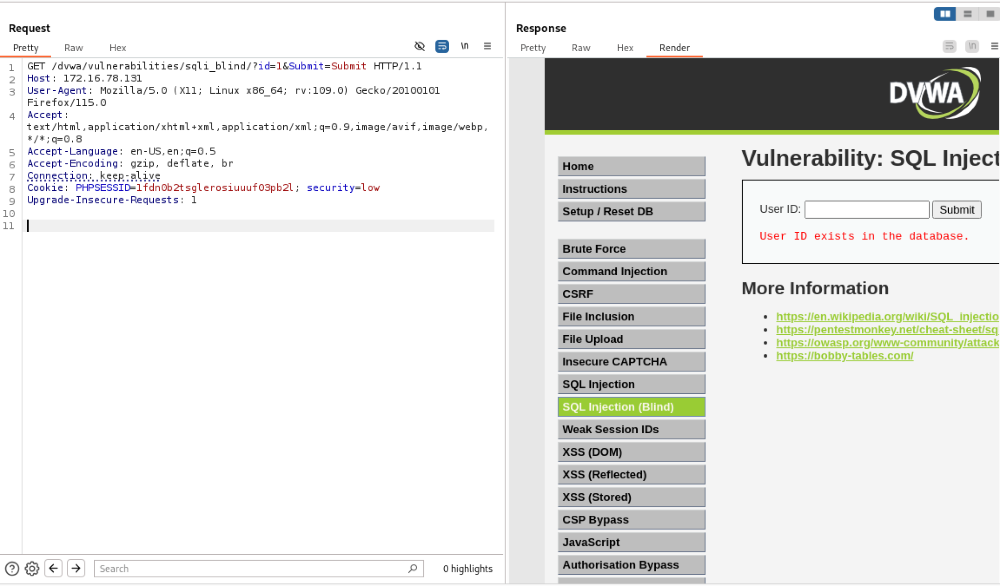 Request
Pretty Raw Hex \n
1 GET /dvwa/vulnerabilities/sqli_blind/?id=1&Submit=Submit HTTP/1.1
2 Host: 172.16.78.131
3 User-Agent: Mozilla/5.0 (X11; Linux x86_64; rv:109.0) Gecko/20100101
Firefox/115.0
4 Accept:
text/html,application/xhtml+xml,application/xml;q=0.9,image/avif,image/webp,
*/*;q=0.8
5 Accept-Language: en-US,en;q=0.5
6 Accept-Encoding: gzip, deflate, br
7 Connection: keep-alive
8 Cookie: PHPSESSID=1fdn0b2tsglerosiuuuf03pb2l; security=low
9 Upgrade-Insecure-Requests: 1
10
11
Search
0 highlights
Response
Pretty Raw Hex Render \n
DVWA
Home
Instructions
Setup / Reset DB
Brute Force
Command Injection
CSRF
File Inclusion
File Upload
Insecure CAPTCHA
SQL Injection
SQL Injection (Blind)
Weak Session IDs
XSS (DOM)
XSS (Reflected)
XSS (Stored)
CSP Bypass
JavaScript
Authorisation Bypass
Vulnerability: SQL Inject
User ID: Submit
User ID exists in the database.
More Information
https://en.wikipedia.org/wiki/SQL_injectio
https://pentestmonkey.net/cheat-sheet/sq
https://owasp.org/www-community/attack
https://bobby-tables.com/